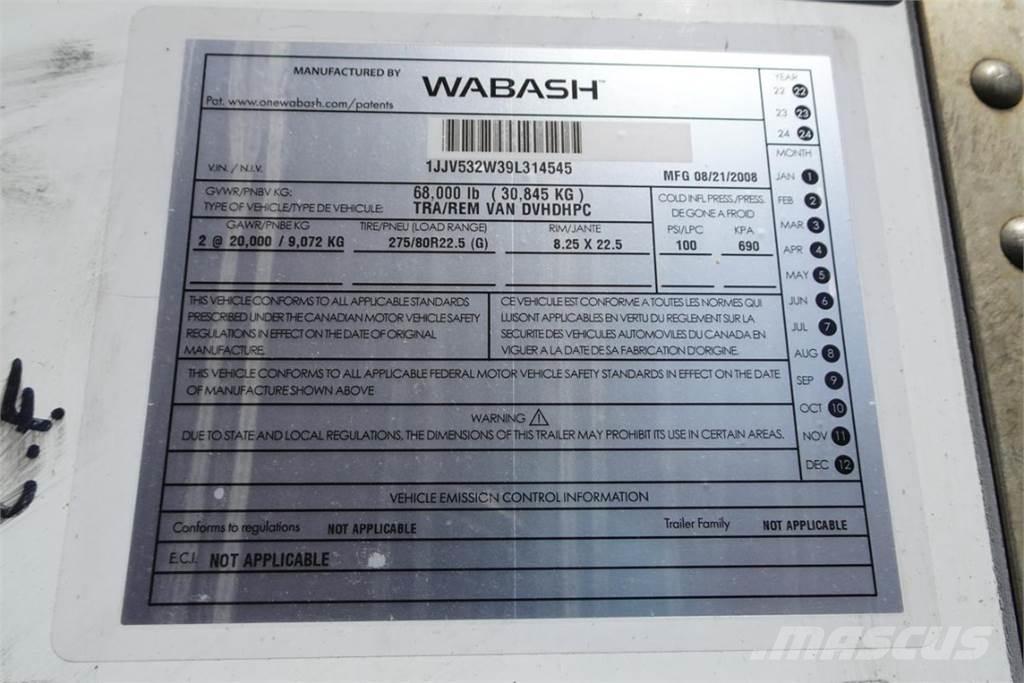 MANUFACTURED BY WABASH™
Pat. www.onewabash.com/patents
V.I.N. / N.I.V. 1JJV532W39L314545 MFG 08/21/2008
GVWR/PNBV KG: 68,000 lb ( 30,845 KG )
TYPE OF VEHICLE/TYPE DE VEHICULE: TRA/REM VAN DVHDHPC
COLD INFL PRESS./PRESS.
DE GONE A FROID
GAWR/PNBE KG TIRE/PNEU (LOAD RANGE) RIM/JANTE PSI/LPC KPA
2 @ 20,000 / 9,072 KG 275/80R22.5 (G) 8.25 X 22.5 100 690
THIS VEHICLE CONFORMS TO ALL APPLICABLE STANDARDS
PRESCRIBED UNDER THE CANADIAN MOTOR VEHICLE SAFETY
REGULATIONS IN EFFECT ON THE DATE OF ORIGINAL
MANUFACTURE.
CE VEHICULE EST CONFORME A TOUTES LES NORMES QUI
LUISONT APPLICABLES EN VERTU DU REGLEMENT SUR LA
SECURITE DES VEHICULES AUTOMOVILES DU CANADA EN
VIGUER A LA DATE DE SA FABRICATION D'ORIGINE.
THIS VEHICLE CONFORMS TO ALL APPLICABLE FEDERAL MOTOR VEHICLE SAFETY STANDARDS IN EFFECT ON THE DATE
OF MANUFACTURE SHOWN ABOVE
WARNING
DUE TO STATE AND LOCAL REGULATIONS, THE DIMENSIONS OF THIS TRAILER MAY PROHIBIT ITS USE IN CERTAIN AREAS.
VEHICLE EMISSION CONTROL INFORMATION
Conforms to regulations NOT APPLICABLE Trailer Family NOT APPLICABLE
E.C.I. NOT APPLICABLE
YEAR
22 22
23 23
24 24
MONTH
JAN 1
FEB 2
MAR 3
APR 4
MAY 5
JUN 6
JUL 7
AUG 8
SEP 9
OCT 10
NOV 11
DEC 12
MASCUS